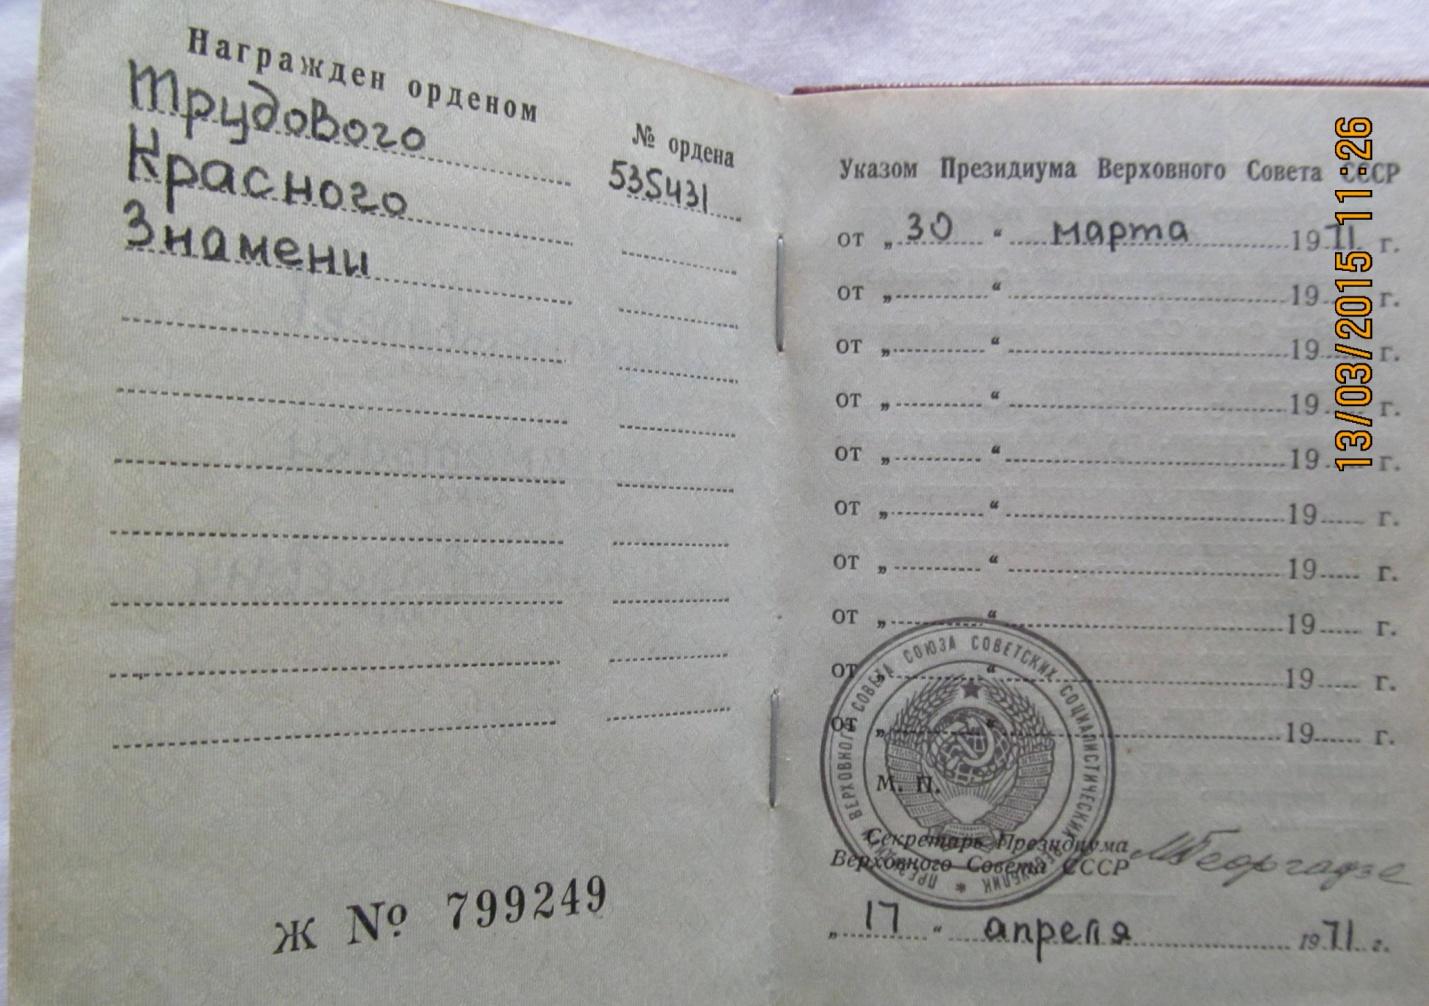 Награжден орденом
Трудового
Красного
Знамени
№ ордена
535431
Ж № 799249
Указом Президиума Верховного Совета СССР
от „ 30 “ марта 1971 г.
от „ “ 19 г.
от „ “ 19 г.
от „ “ 19 г.
от „ “ 19 г.
от „ “ 19 г.
от „ “ 19 г.
от „ “ 19 г.
от „ “ 19 г.
от „ “ 19 г.
ПРЕЗИДИУМ ВЕРХОВНОГО СОВЕТА СОЮЗА СОВЕТСКИХ СОЦИАЛИСТИЧЕСКИХ РЕСПУБЛИК
М. П.
Секретарь Президиума
Верховного Совета СССР
МГеоргадзе
„ 17 “ апреля 1971 г.
13/03/2015 11:26